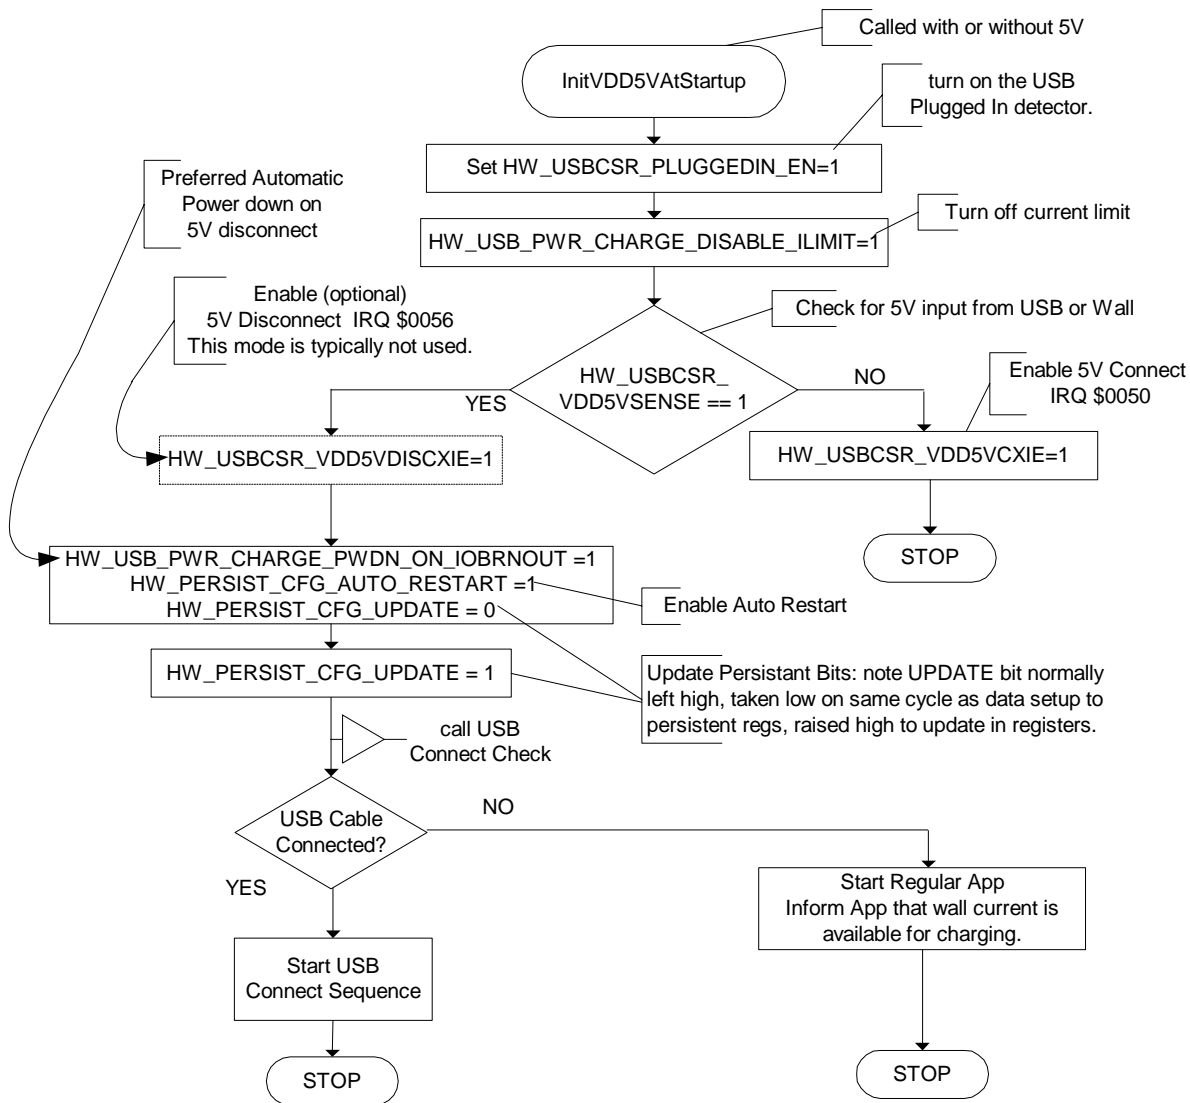 Called with or without 5V
InitVDD5VAtStartup
turn on the USB
Plugged In detector.
Set HW_USBCSR_PLUGGEDIN_EN=1
Preferred Automatic
Power down on
5V disconnect
Turn off current limit
HW_USB_PWR_CHARGE_DISABLE_ILIMIT=1
Enable (optional)
5V Disconnect IRQ $0056
This mode is typically not used.
Check for 5V input from USB or Wall
HW_USBCSR_
VDD5VSENSE == 1
YES
NO
Enable 5V Connect
IRQ $0050
HW_USBCSR_VDD5VDISCXIE=1
HW_USBCSR_VDD5VCXIE=1
STOP
HW_USB_PWR_CHARGE_PWDN_ON_IOBRNOUT =1
HW_PERSIST_CFG_AUTO_RESTART =1
HW_PERSIST_CFG_UPDATE = 0
Enable Auto Restart
HW_PERSIST_CFG_UPDATE = 1
Update Persistant Bits: note UPDATE bit normally
left high, taken low on same cycle as data setup to
persistent regs, raised high to update in registers.
call USB
Connect Check
USB Cable
Connected?
NO
YES
Start Regular App
Inform App that wall current is
available for charging.
Start USB
Connect Sequence
STOP
STOP